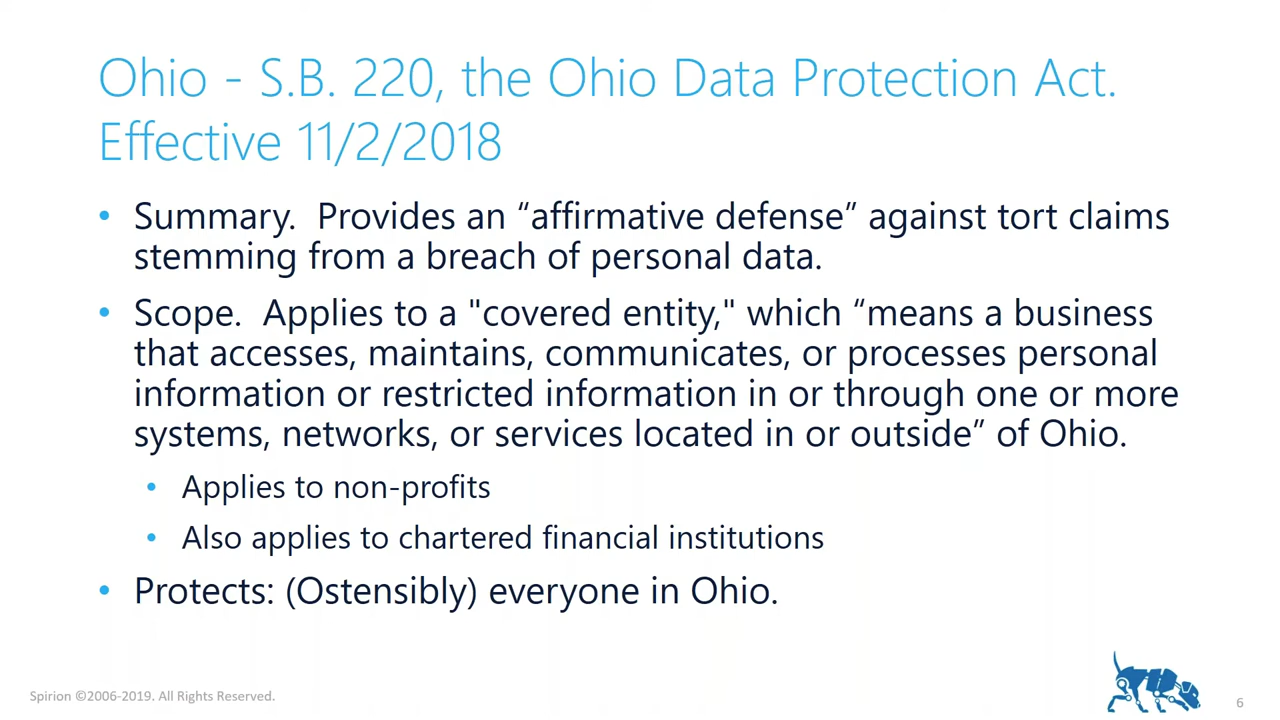 Ohio - S.B. 220, the Ohio Data Protection Act.
Effective 11/2/2018
• Summary.  Provides an “affirmative defense” against tort claims
stemming from a breach of personal data.
• Scope.  Applies to a "covered entity," which “means a business
that accesses, maintains, communicates, or processes personal
information or restricted information in or through one or more
systems, networks, or services located in or outside” of Ohio.
• Applies to non-profits
• Also applies to chartered financial institutions
• Protects: (Ostensibly) everyone in Ohio.
Spirion ©2006-2019. All Rights Reserved.
6